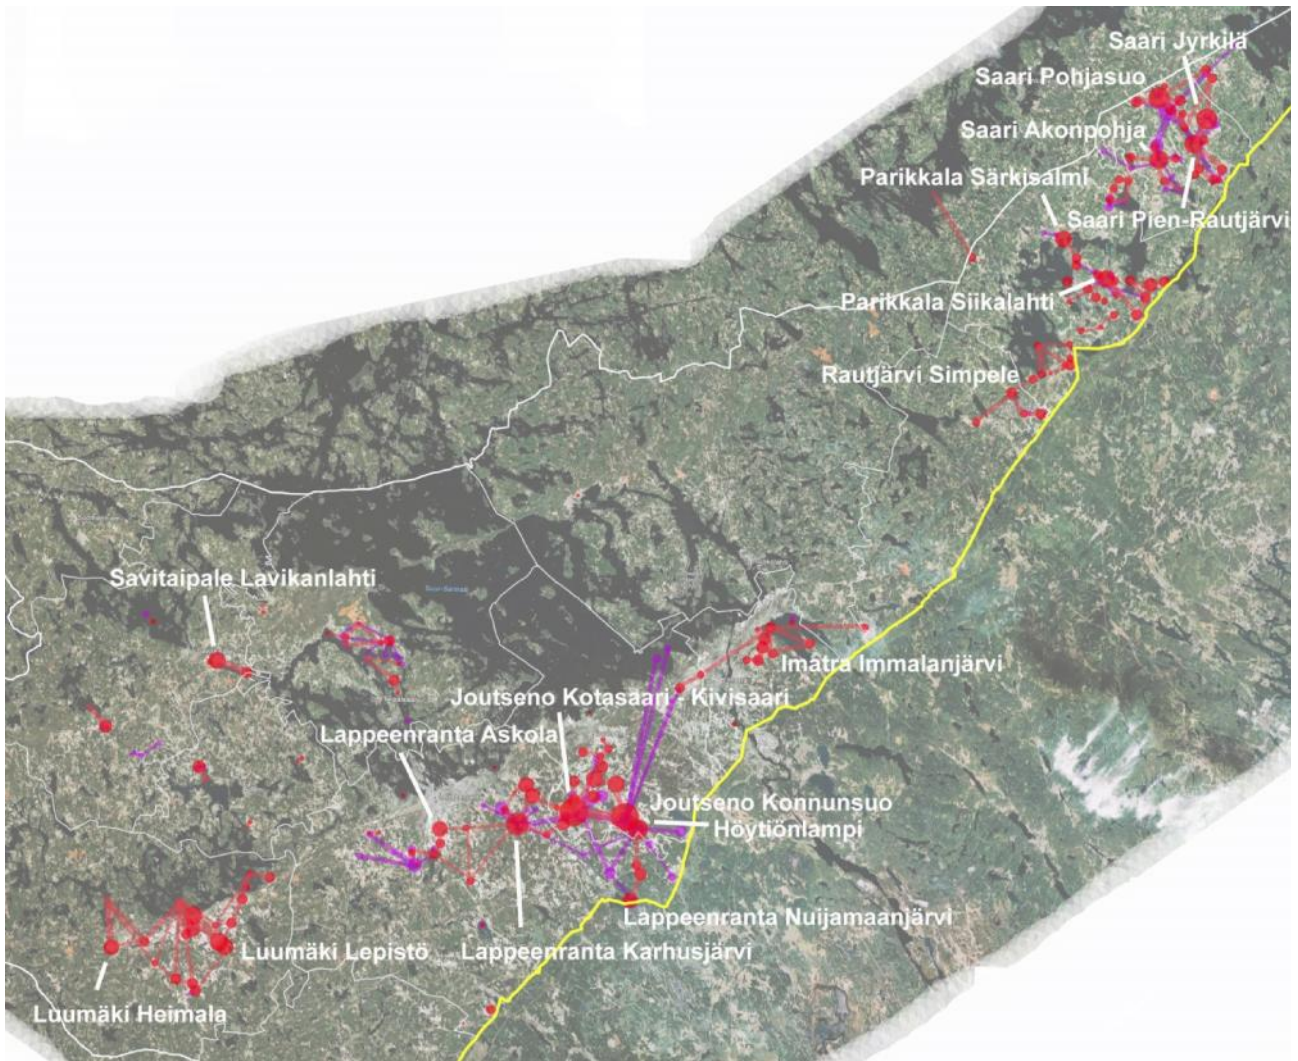 Saari Jyrkilä
Saari Pohjasuo
Saari Akonpohja
Parikkala Särkisalmi
Saari Pien-Rautjärvi
Parikkala Siikalahti
Rautjärvi Simpele
Savitaipale Lavikanlahti
Imatra Immalanjärvi
Joutseno Kotasaari - Kivisaari
Lappeenranta Askola
Joutseno Konnunsuo
Höytiönlampi
Lappeenranta Nuijamaanjärvi
Luumäki Lepistö
Lappeenranta Karhusjärvi
Luumäki Heimala